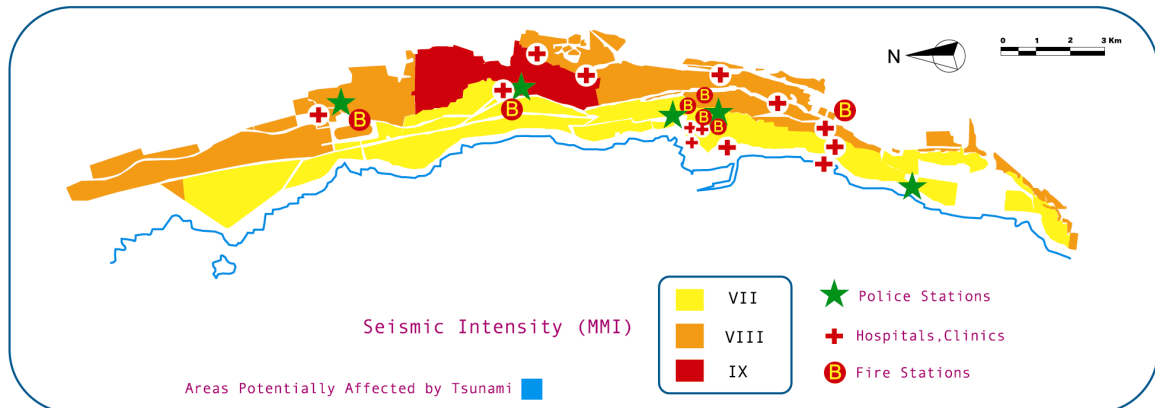 0 1 2 3 Km
N
B
B
B
B
B
B
B
VII
Police Stations
Seismic Intensity (MMI)
VIII
Hospitals,Clinics
IX
B Fire Stations
Areas Potentially Affected by Tsunami